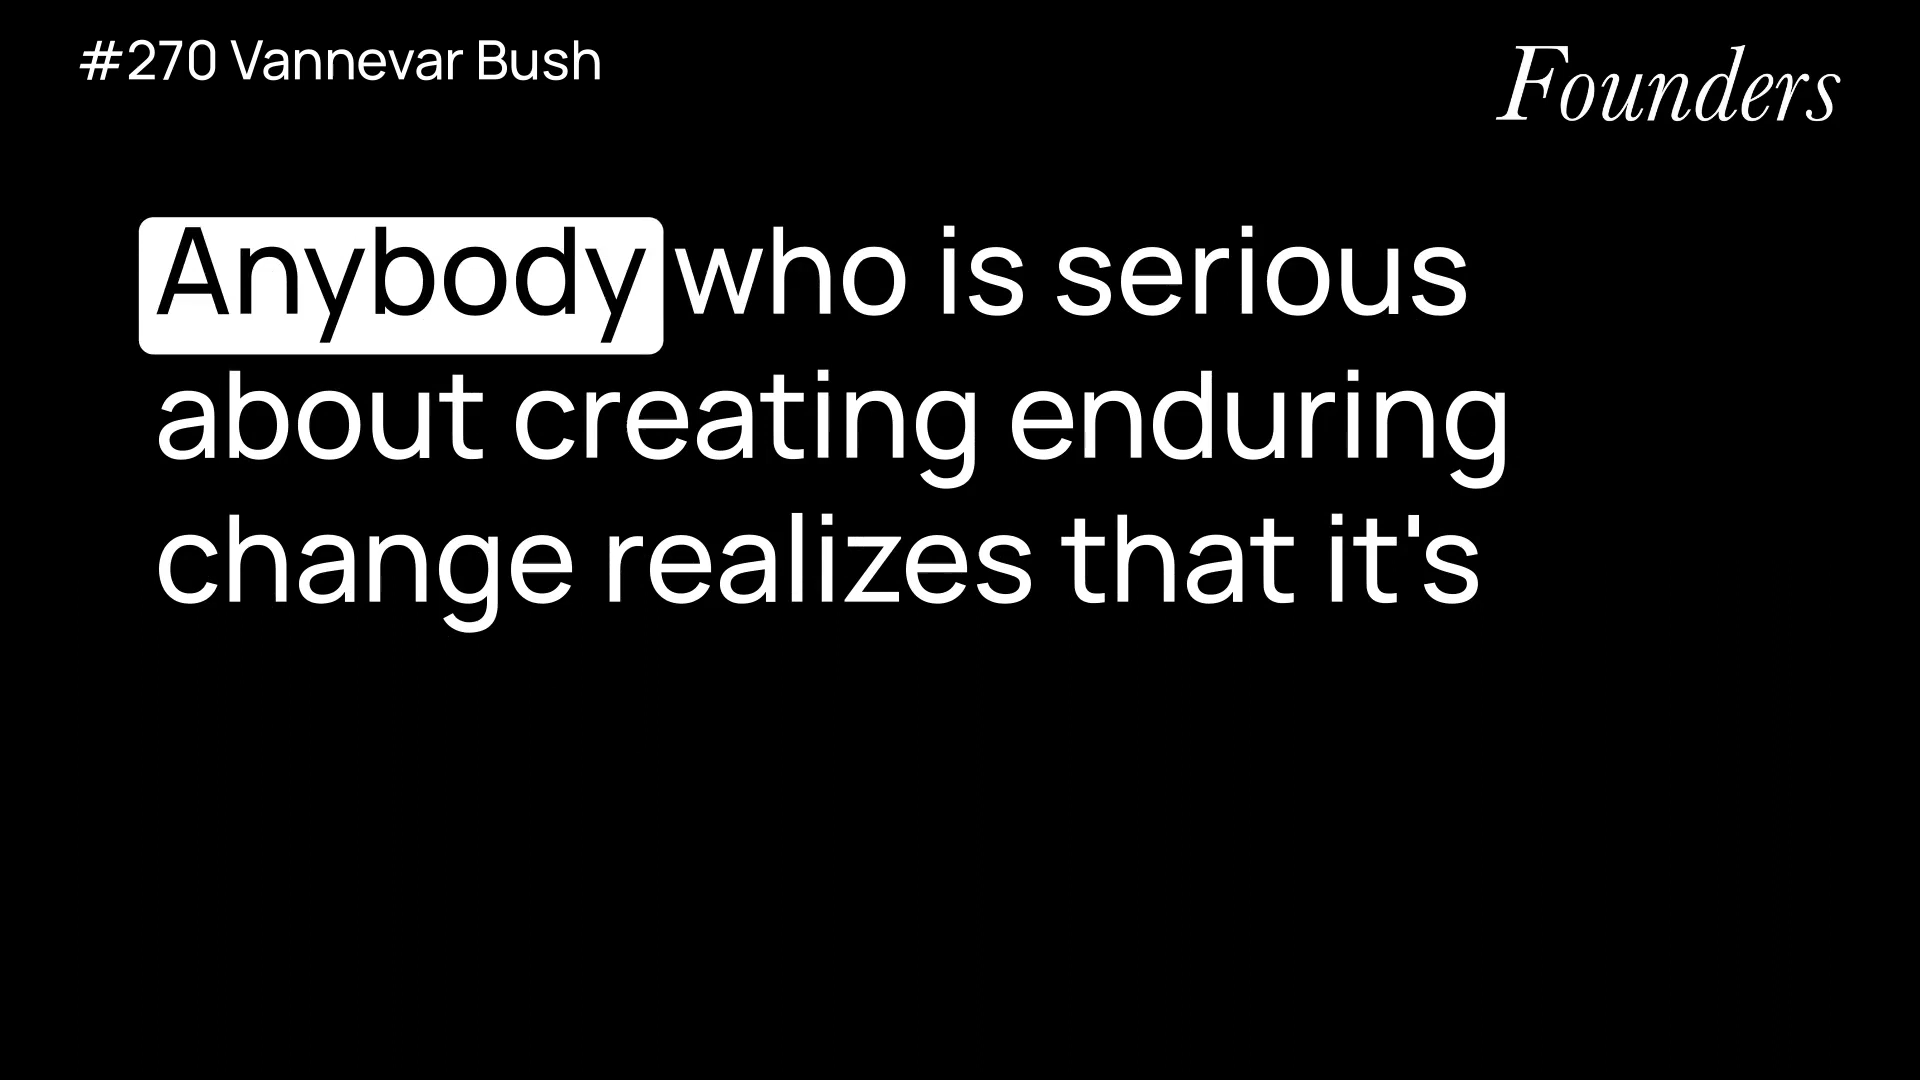 #270 Vannevar Bush
Founders
Anybody who is serious
about creating enduring
change realizes that it's